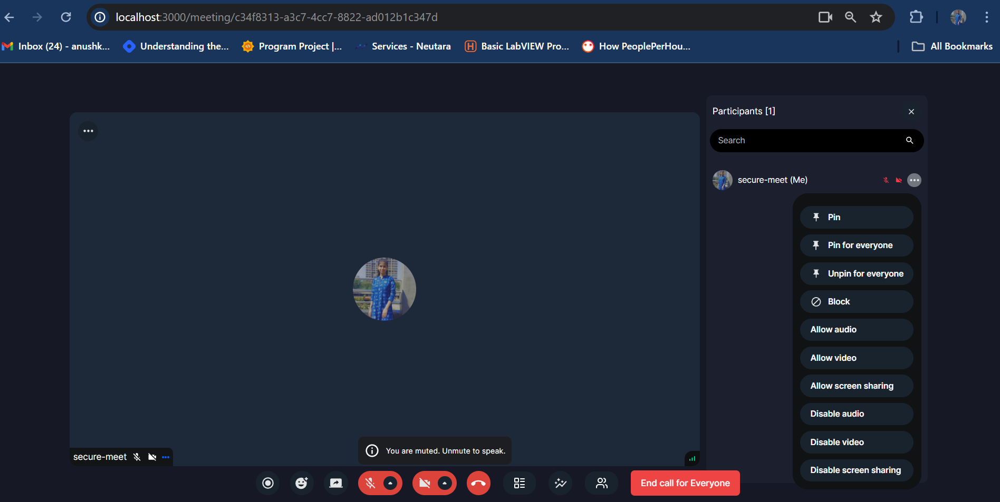 localhost:3000/meeting/c34f8313-a3c7-4cc7-8822-ad012b1c347d
Inbox (24) - anushk... Understanding the... Program Project |... Services - Neutara Basic LabVIEW Pro... How PeoplePerHou... All Bookmarks
Participants [1]
Search
secure-meet (Me)
Pin
Pin for everyone
Unpin for everyone
Block
Allow audio
Allow video
Allow screen sharing
Disable audio
Disable video
Disable screen sharing
You are muted. Unmute to speak.
secure-meet
End call for Everyone